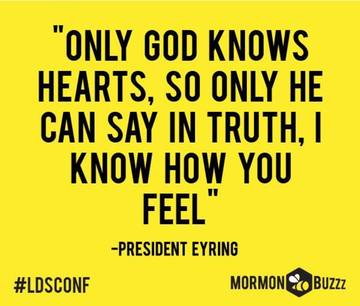 "ONLY GOD KNOWS
HEARTS, SO ONLY HE
CAN SAY IN TRUTH, I
KNOW HOW YOU
FEEL"
-PRESIDENT EYRING
#LDSCONF
MORMON BUZZZ